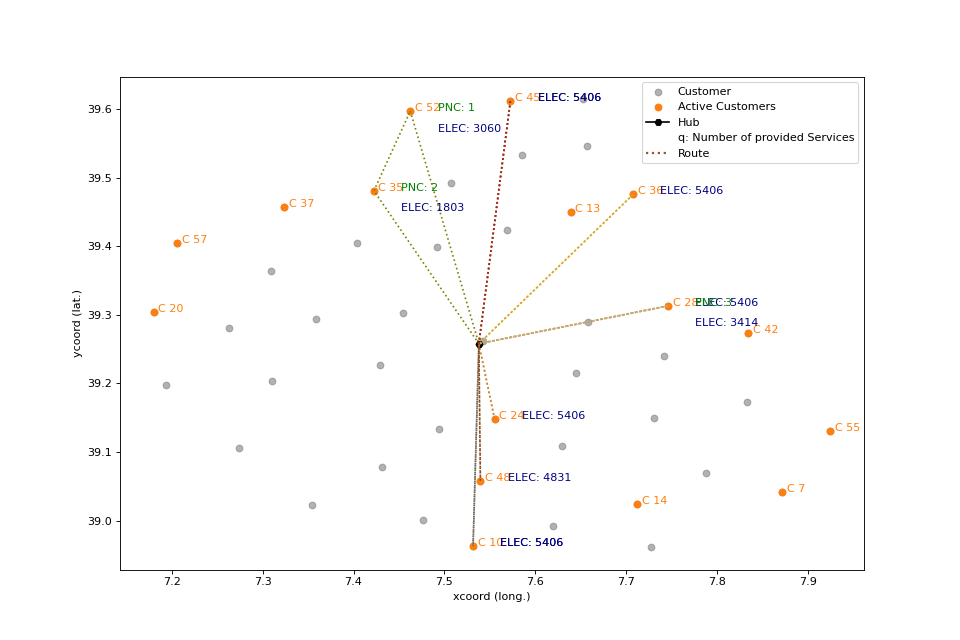 Customer
Active Customers
Hub
q: Number of provided Services
Route
C 52 PNC: 1
ELEC: 3060
C 45 ELEC: 5406
C 35 PNC: 2
ELEC: 1803
C 36 ELEC: 5406
C 13
C 37
C 57
C 20
C 28 ELEC: 5406
ELEC: 3414
C 42
C 24 ELEC: 5406
C 55
C 48 ELEC: 4831
C 7
C 14
C 10 ELEC: 5406
39.6
39.5
39.4
39.3
39.2
39.1
39.0
7.2 7.3 7.4 7.5 7.6 7.7 7.8 7.9
xcoord (long.)
ycoord (lat.)